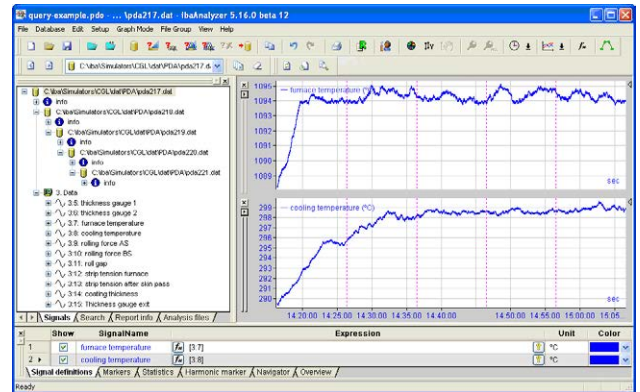 query-example.pdo - ... \pda217.dat - IbaAnalyzer 5.16.0 beta 12
File Database Edit Setup Graph Mode File Group View Help
C:\iba\Simulators\CGL\dat\PDA\pda217.d
C:\iba\Simulators\CGL\dat\PDA\pda217.dat
info
C:\iba\Simulators\CGL\dat\PDA\pda218.dat
info
C:\iba\Simulators\CGL\dat\PDA\pda219.dat
info
C:\iba\Simulators\CGL\dat\PDA\pda220.dat
info
C:\iba\Simulators\CGL\dat\PDA\pda221.dat
info
3. Data
3:5: thickness gauge 1
3:6: thickness gauge 2
3:7: furnace temperature
3:8: cooling temperature
3:9: rolling force AS
3:10: rolling force BS
3:11: roll gap
3:12: strip tension furnace
3:13: strip tension after skin pass
3:14: coating thickness
3:15: Thickness gauge exit
Signals Search Report info Analysis files
furnace temperature (°C)
1095
1094
1093
1092
1091
1090
1089
sec
cooling temperature (°C)
299
298
297
296
295
294
293
292
291
290
sec
14:20:00 14:25:00 14:30:00 14:35:00 14:40:00 14:50:00 14:55:00 15:00:00 15:05...
Show SignalName Expression Unit Color
1 furnace temperature fx [3:7] °C
2 cooling temperature fx [3:8] °C
Signal definitions Markers Statistics Harmonic marker Navigator Overview
Ready